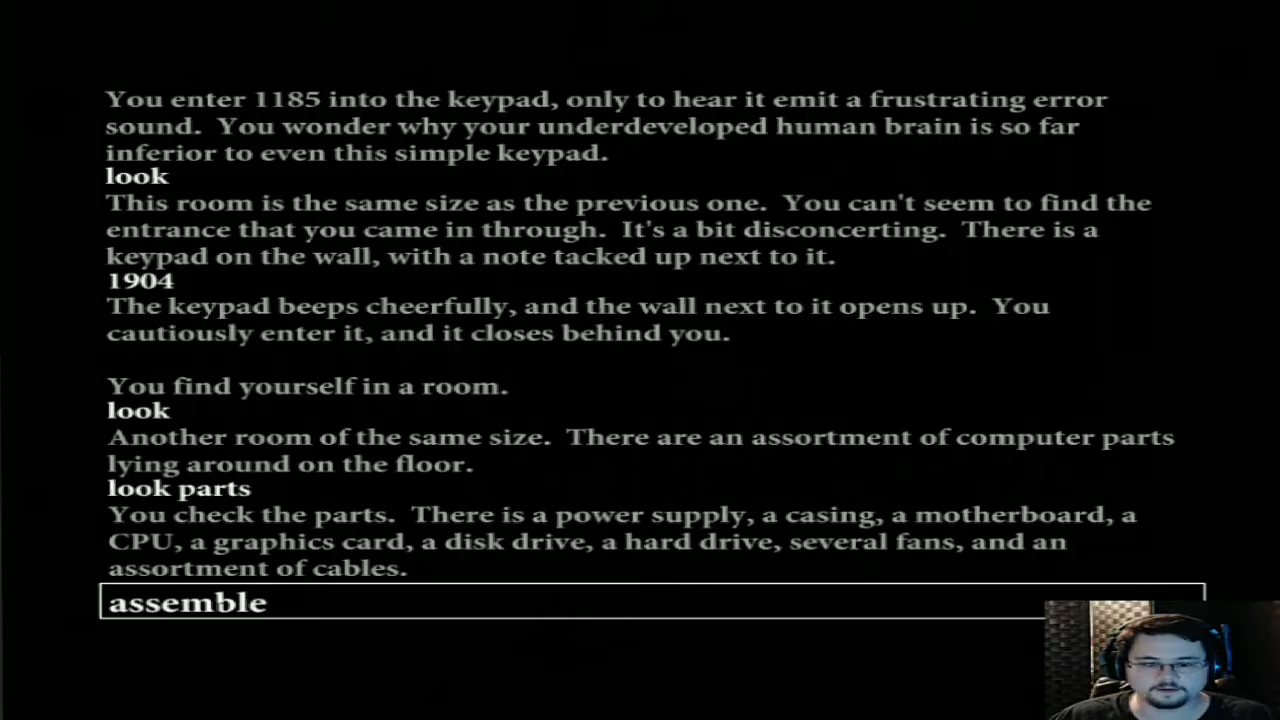 You enter 1185 into the keypad, only to hear it emit a frustrating error
sound.  You wonder why your underdeveloped human brain is so far
inferior to even this simple keypad.
look
This room is the same size as the previous one.  You can't seem to find the
entrance that you came in through.  It's a bit disconcerting.  There is a
keypad on the wall, with a note tacked up next to it.
1904
The keypad beeps cheerfully, and the wall next to it opens up.  You
cautiously enter it, and it closes behind you.
You find yourself in a room.
look
Another room of the same size.  There are an assortment of computer parts
lying around on the floor.
look parts
You check the parts.  There is a power supply, a casing, a motherboard, a
CPU, a graphics card, a disk drive, a hard drive, several fans, and an
assortment of cables.
assemble